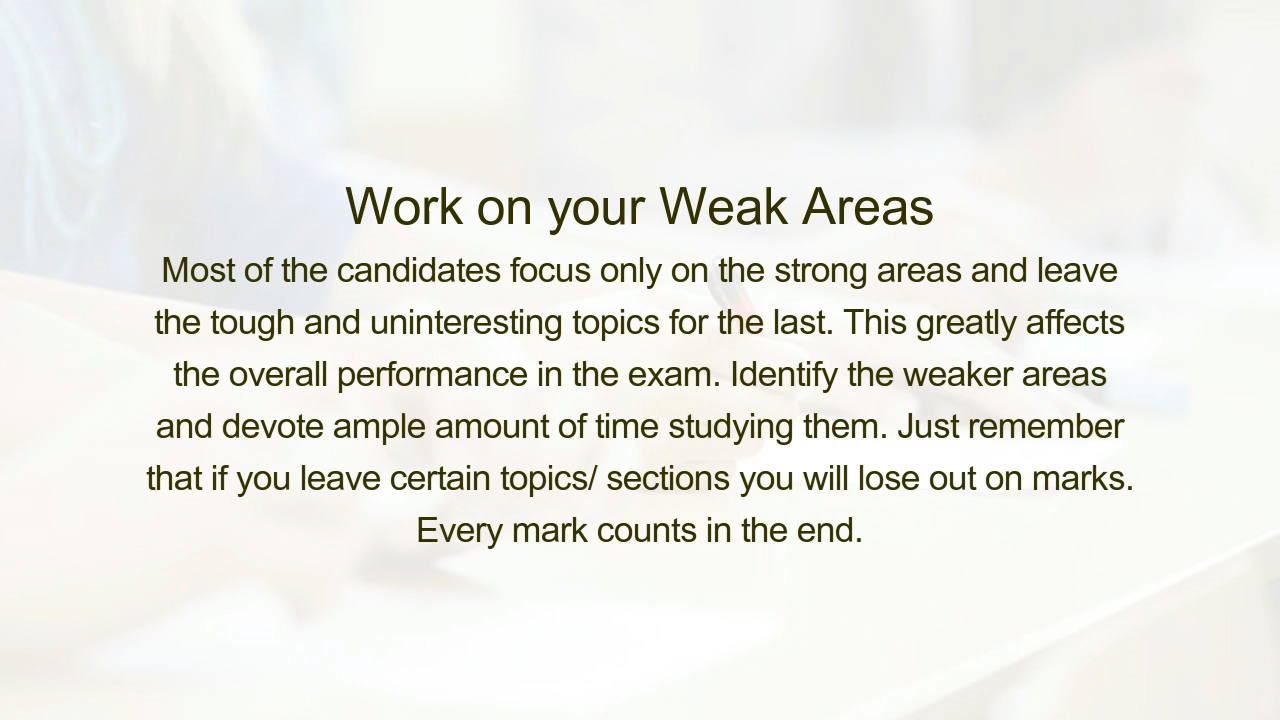 Work on your Weak Areas
Most of the candidates focus only on the strong areas and leave
the tough and uninteresting topics for the last. This greatly affects
the overall performance in the exam. Identify the weaker areas
and devote ample amount of time studying them. Just remember
that if you leave certain topics/ sections you will lose out on marks.
Every mark counts in the end.